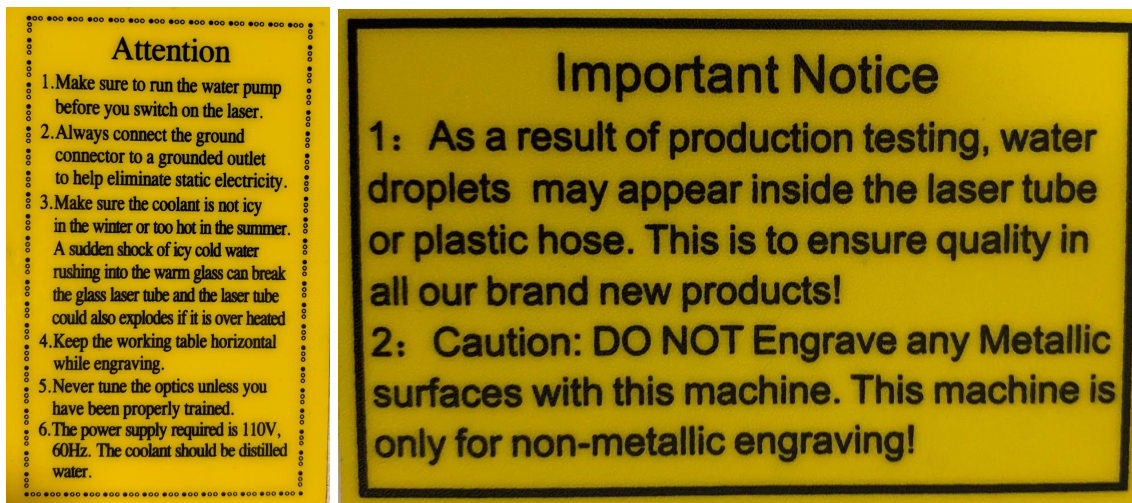 Attention
1.Make sure to run the water pump
before you switch on the laser.
2.Always connect the ground
connector to a grounded outlet
to help eliminate static electricity.
3.Make sure the coolant is not icy
in the winter or too hot in the summer.
A sudden shock of icy cold water
rushing into the warm glass can break
the glass laser tube and the laser tube
could also explodes if it is over heated
4.Keep the working table horizontal
while engraving.
5.Never tune the optics unless you
have been properly trained.
6.The power supply required is 110V,
60Hz. The coolant should be distilled
water.
Important Notice
1: As a result of production testing, water
droplets may appear inside the laser tube
or plastic hose. This is to ensure quality in
all our brand new products!
2: Caution: DO NOT Engrave any Metallic
surfaces with this machine. This machine is
only for non-metallic engraving!